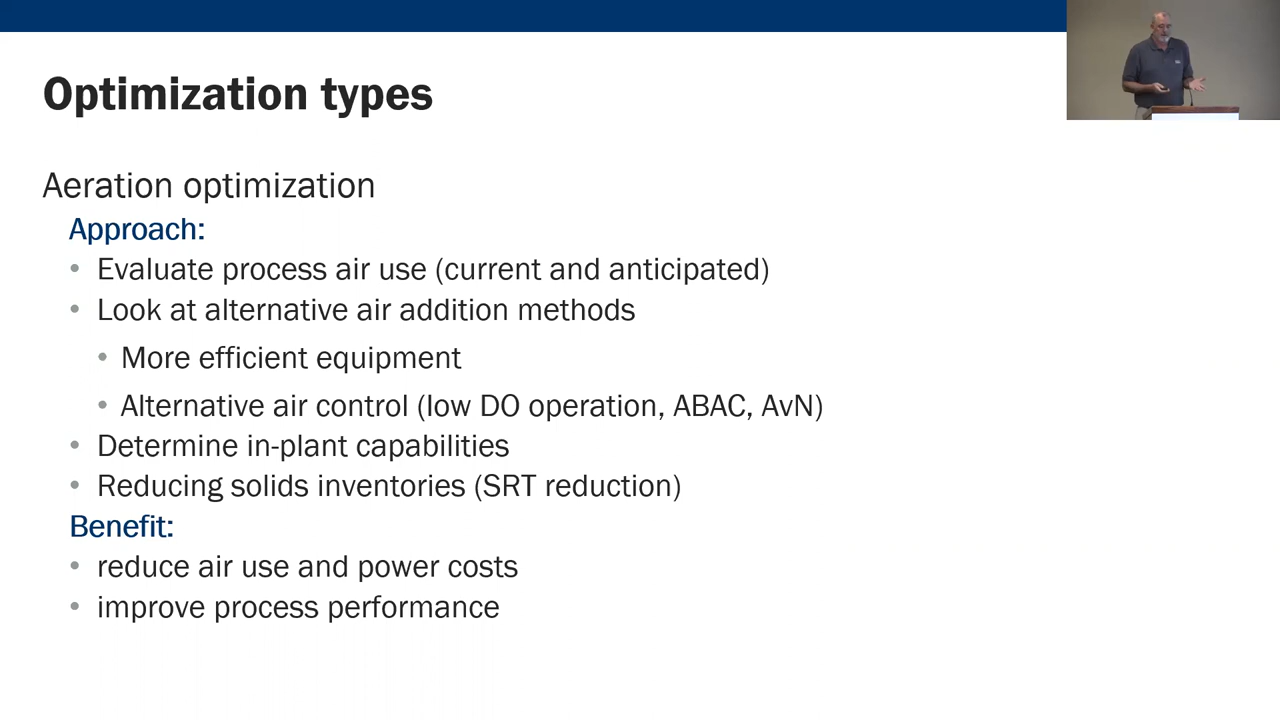 Optimization types
Aeration optimization
Approach:
• Evaluate process air use (current and anticipated)
• Look at alternative air addition methods
• More efficient equipment
• Alternative air control (low DO operation, ABAC, AvN)
• Determine in-plant capabilities
• Reducing solids inventories (SRT reduction)
Benefit:
• reduce air use and power costs
• improve process performance